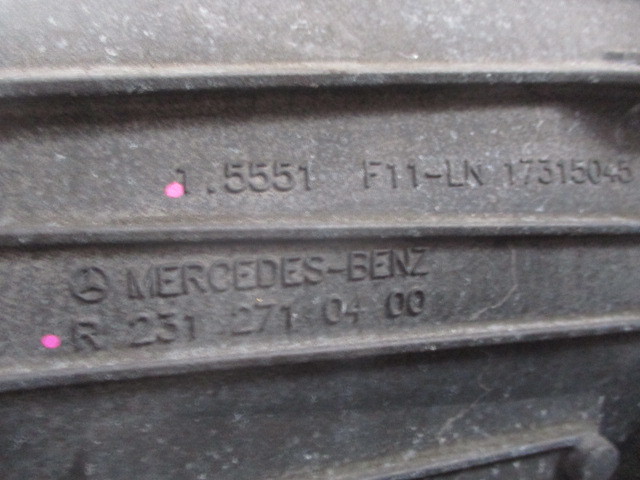 1.5551 F11-LN 17315045
MERCEDES-BENZ
R 231 271 04 00